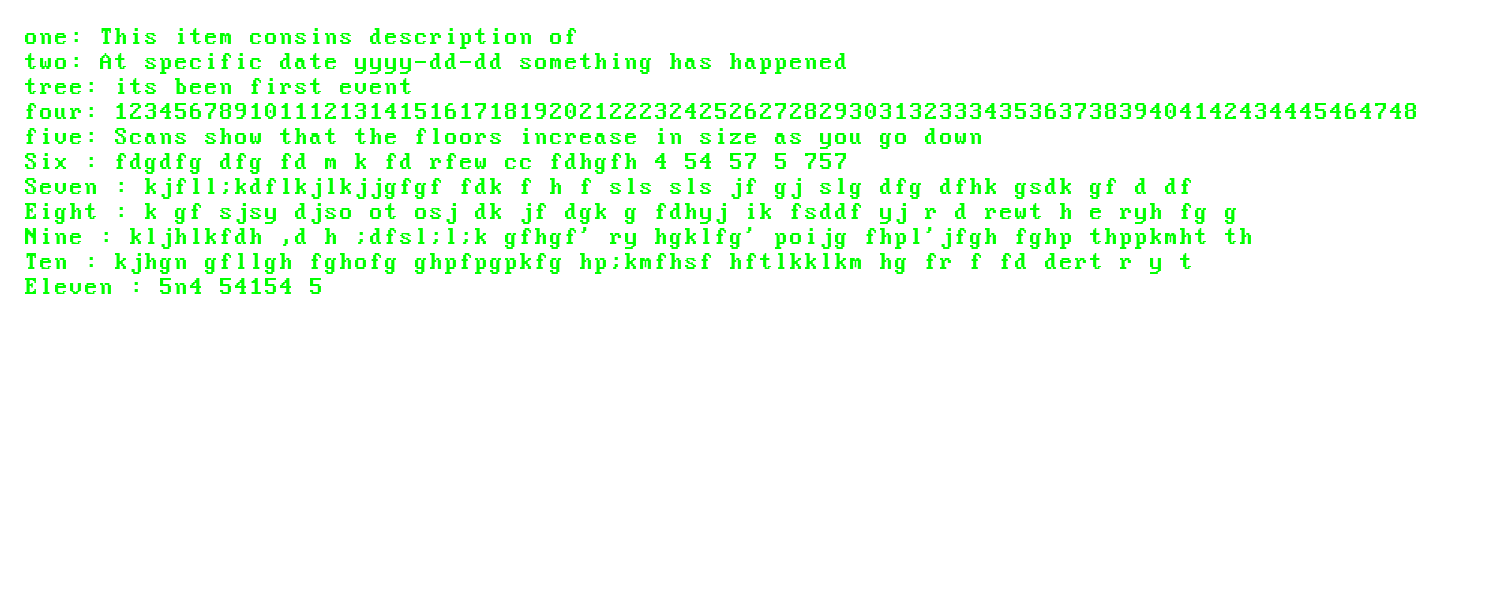 one: This item consins description of
two: At specific date yyyy-dd-dd something has happened
tree: its been first event
four: 123456789101112131415161718192021222324252627282930313233343536373839404142434445464748
five: Scans show that the floors increase in size as you go down
Six : fdgdfg dfg fd m k fd rfew cc fdhgfh 4 54 57 5 757
Seven : kjfll;kdflkjlkjjgfgf fdk f h f sls sls jf gj slg dfg dfhk gsdk gf d df
Eight : k gf sjsy djso ot osj dk jf dgk g fdhyj ik fsddf yj r d rewt h e ryh fg g
Nine : kljhlkfdh ,d h ;dfsl;l;k gfhgf' ry hgklfg' poijg fhpl'jfgh fghp thppkmht th
Ten : kjhgn gfllgh fghofg ghpfpgpkfg hp;kmfhsf hftlkklkm hg fr f fd dert r y t
Eleven : 5n4 54154 5